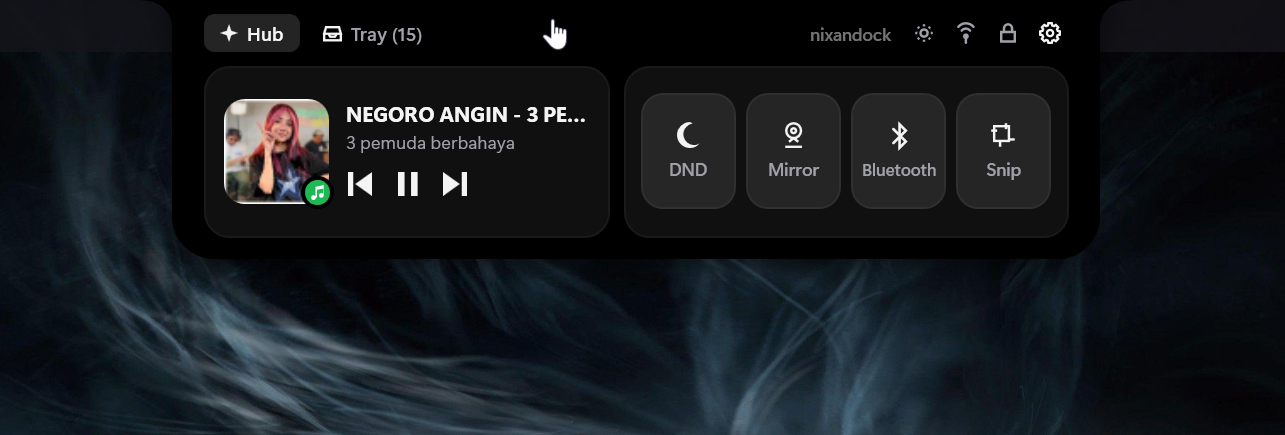 Hub
Tray (15)
nixandock
NEGORO ANGIN - 3 PE...
3 pemuda berbahaya
DND
Mirror
Bluetooth
Snip